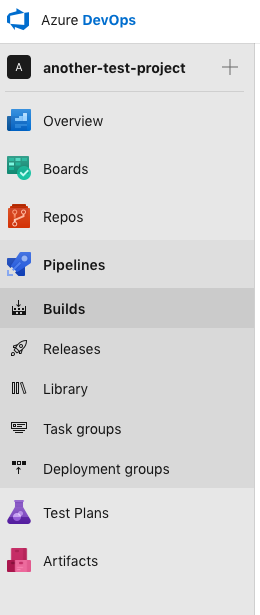 Azure DevOps
A another-test-project
Overview
Boards
Repos
Pipelines
Builds
Releases
Library
Task groups
Deployment groups
Test Plans
Artifacts